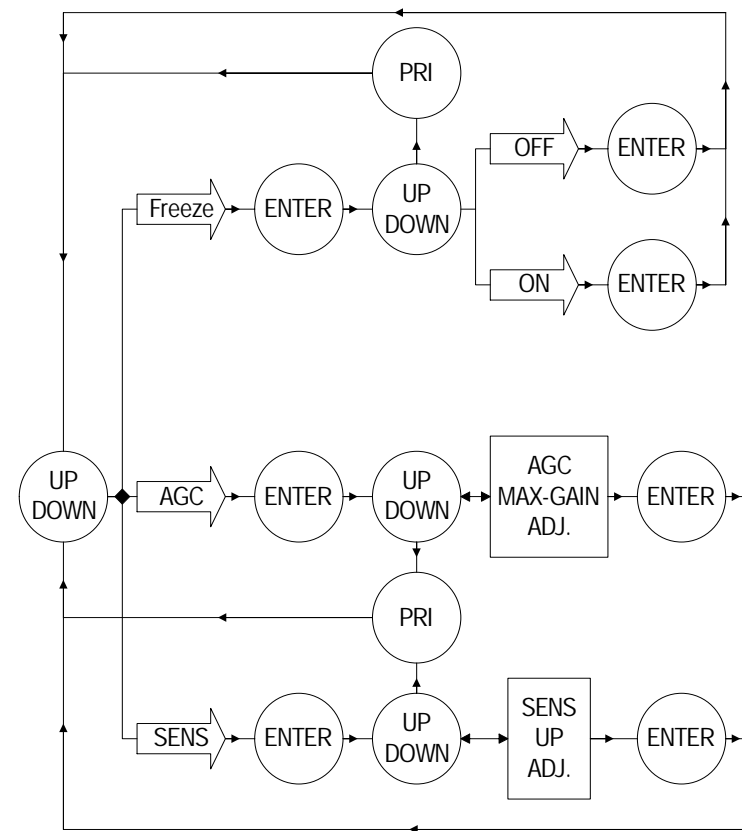 PRI
OFF
ENTER
Freeze
ENTER
UP
DOWN
ON
ENTER
UP
DOWN
AGC
ENTER
UP
DOWN
AGC
MAX-GAIN
ADJ.
ENTER
PRI
SENS
ENTER
UP
DOWN
SENS
UP
ADJ.
ENTER